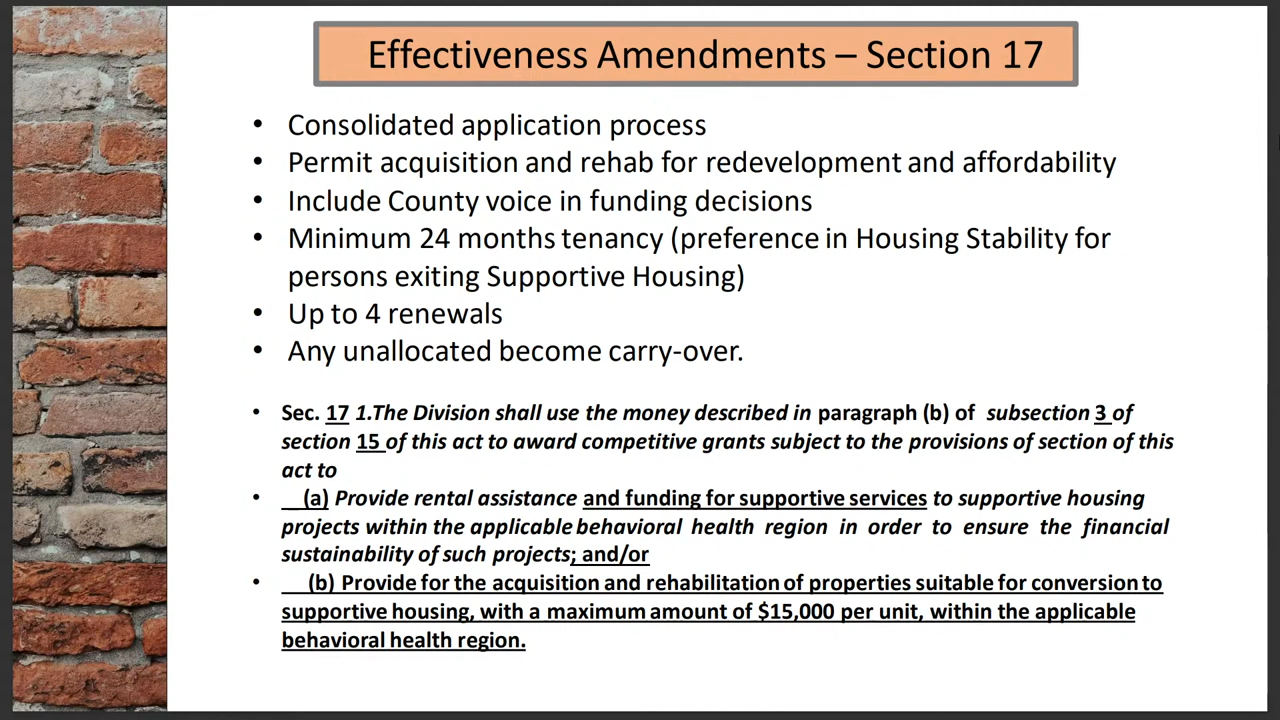 Effectiveness Amendments – Section 17
• Consolidated application process
• Permit acquisition and rehab for redevelopment and affordability
• Include County voice in funding decisions
• Minimum 24 months tenancy (preference in Housing Stability for
persons exiting Supportive Housing)
• Up to 4 renewals
• Any unallocated become carry-over.
• Sec. 17 1.The Division shall use the money described in paragraph (b) of subsection 3 of
section 15 of this act to award competitive grants subject to the provisions of section of this
act to
• __(a) Provide rental assistance and funding for supportive services to supportive housing
projects within the applicable behavioral health region in order to ensure the financial
sustainability of such projects; and/or
• __(b) Provide for the acquisition and rehabilitation of properties suitable for conversion to
supportive housing, with a maximum amount of $15,000 per unit, within the applicable
behavioral health region.